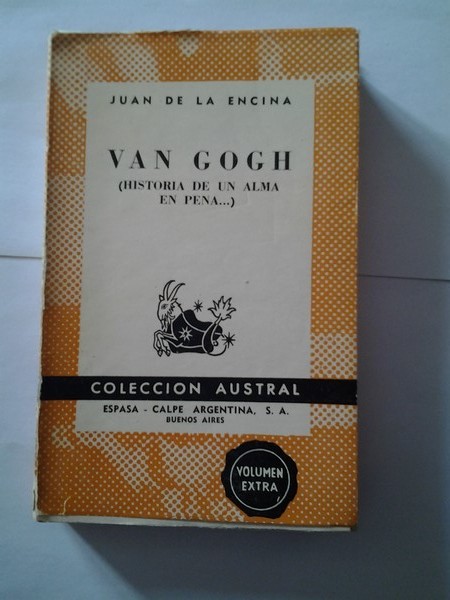 JUAN DE LA ENCINA
VAN GOGH
(HISTORIA DE UN ALMA
EN PENA...)
COLECCION AUSTRAL
ESPASA - CALPE ARGENTINA, S. A.
BUENOS AIRES
VOLUMEN
EXTRA